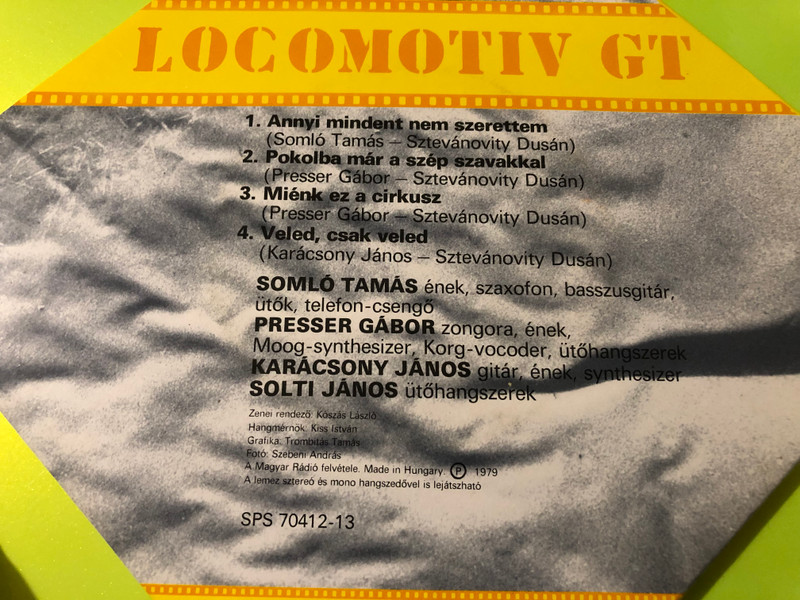 LOCOMOTIV GT
1. Annyi mindent nem szerettem
(Somló Tamás – Sztevánovity Dusán)
2. Pokolba már a szép szavakkal
(Presser Gábor – Sztevánovity Dusán)
3. Miénk ez a cirkusz
(Presser Gábor – Sztevánovity Dusán)
4. Veled, csak veled
(Karácsony János – Sztevánovity Dusán)
SOMLÓ TAMÁS ének, szaxofon, basszusgitár,
ütők, telefon-csengő
PRESSER GÁBOR zongora, ének,
Moog-synthesizer, Korg-vocoder, ütőhangszerek
KARÁCSONY JÁNOS gitár, ének, synthesizer
SOLTI JÁNOS ütőhangszerek
Zenei rendező: Koszás László
Hangmérnök: Kiss István
Grafika: Trombitás Tamás
Fotó: Szebeni András
A Magyar Rádió felvétele. Made in Hungary. Ⓟ 1979
A lemez sztereó és mono hangszedővel is lejátszható
SPS 70412-13